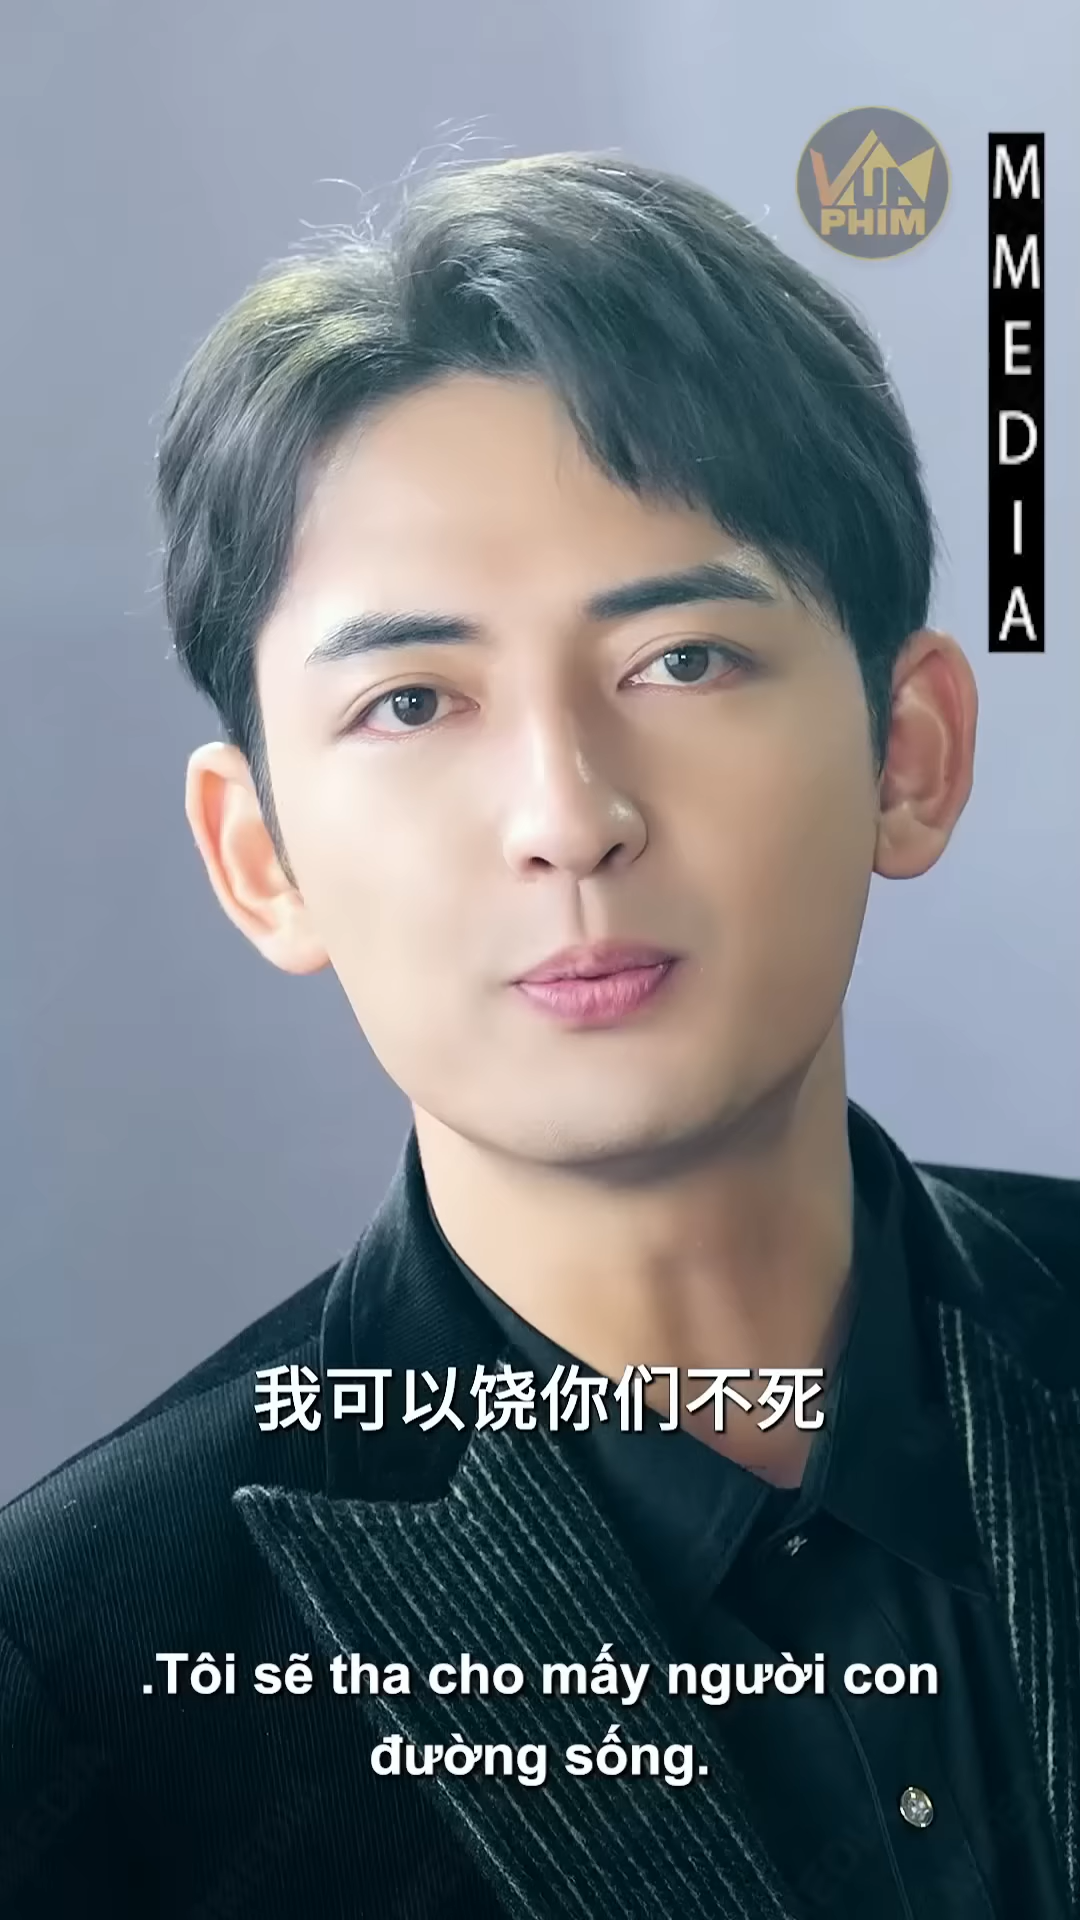 VUA
PHIM
MMEDIA
我可以饶你们不死
.Tôi sẽ tha cho mấy người con
đường sống.